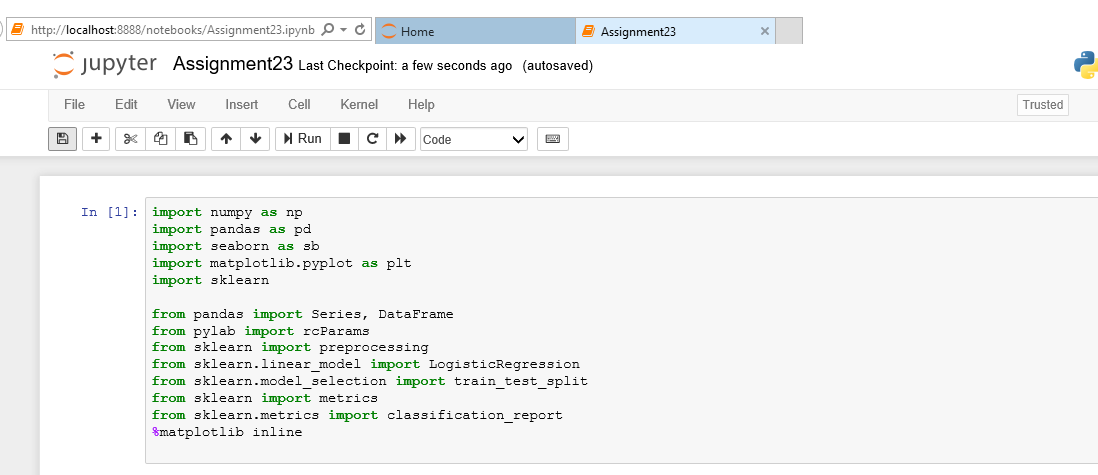 http://localhost:8888/notebooks/Assignment23.ipynb
Home
Assignment23
jupyter Assignment23 Last Checkpoint: a few seconds ago (autosaved)
File Edit View Insert Cell Kernel Help
Trusted
Run
Code
In [1]:
import numpy as np
import pandas as pd
import seaborn as sb
import matplotlib.pyplot as plt
import sklearn
from pandas import Series, DataFrame
from pylab import rcParams
from sklearn import preprocessing
from sklearn.linear_model import LogisticRegression
from sklearn.model_selection import train_test_split
from sklearn import metrics
from sklearn.metrics import classification_report
%matplotlib inline